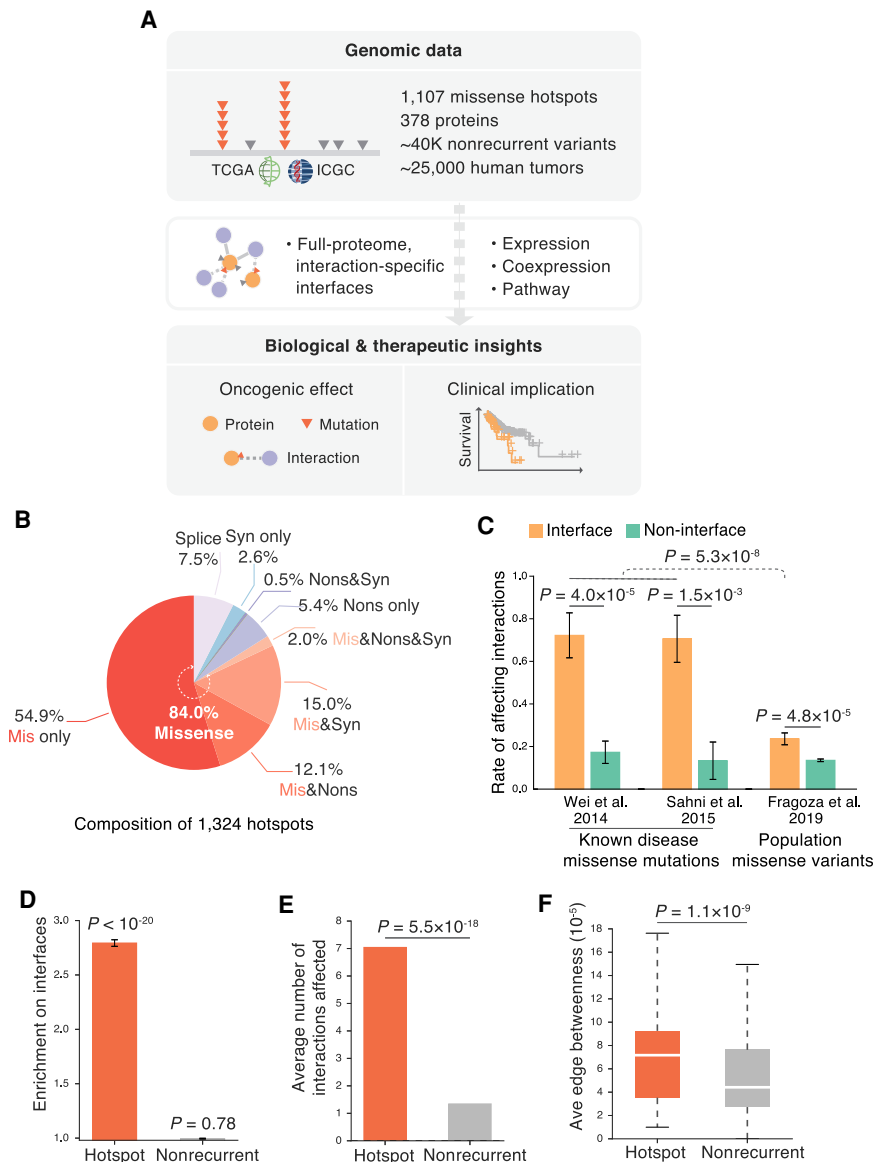 A
Genomic data
1,107 missense hotspots
378 proteins
~40K nonrecurrent variants
~25,000 human tumors
TCGA ICGC
• Full-proteome,
interaction-specific
interfaces
• Expression
• Coexpression
• Pathway
Biological & therapeutic insights
Oncogenic effect
Protein Mutation
Interaction
Clinical implication
Survival
B
Splice
7.5%
Syn only
2.6%
0.5% Nons&Syn
5.4% Nons only
2.0% Mis&Nons&Syn
15.0%
Mis&Syn
12.1%
Mis&Nons
54.9%
Mis only
84.0%
Missense
Composition of 1,324 hotspots
C
Interface Non-interface
P = 5.3×10-8
P = 4.0×10-5
P = 1.5×10-3
P = 4.8×10-5
Rate of affecting interactions
1.0
0.8
0.6
0.4
0.2
0.0
Wei et al.
2014
Sahni et al.
2015
Fragoza et al.
2019
Known disease
missense mutations
Population
missense variants
D
Enrichment on interfaces
3.0
2.5
2.0
1.5
1.0
P < 10-20
P = 0.78
Hotspot Nonrecurrent
E
Average number of
interactions affected
8
7
6
5
4
3
2
1
0
P = 5.5×10-18
Hotspot Nonrecurrent
F
Ave edge betweenness (10-5)
18
16
14
12
10
8
6
4
2
0
P = 1.1×10-9
Hotspot Nonrecurrent